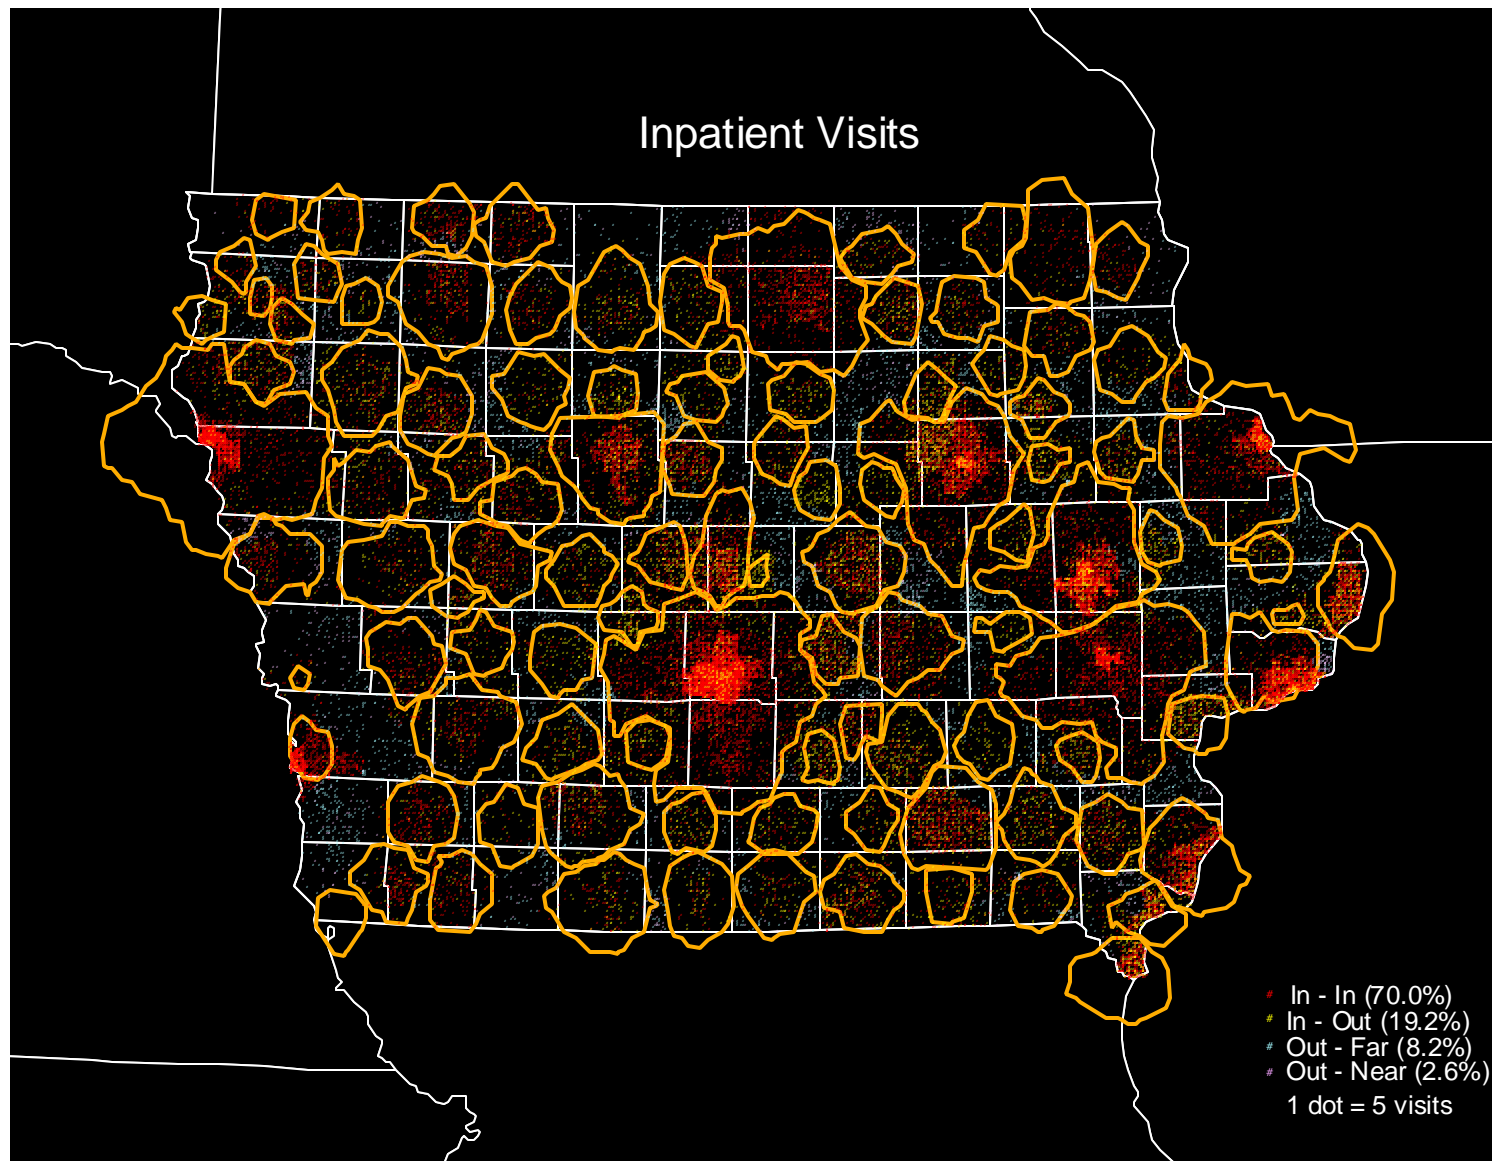 Inpatient Visits
# In - In (70.0%)
# In - Out (19.2%)
# Out - Far (8.2%)
# Out - Near (2.6%)
1 dot = 5 visits